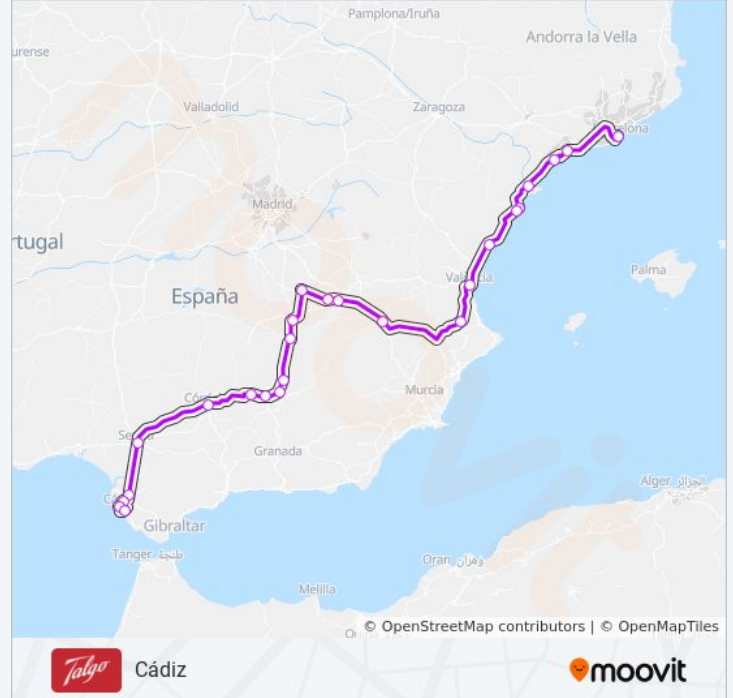 Pamplona/Iruña
Andorra la Vella
urense
Valladolid
Zaragoza
Madrid
rtugal
España
Palma
Murcia
Granada
Gibraltar
Alger الجزائر
Tanger طنجة
Oran وهران
Melilla
© OpenStreetMap contributors | © OpenMapTiles
Talgo
Cádiz
moovit